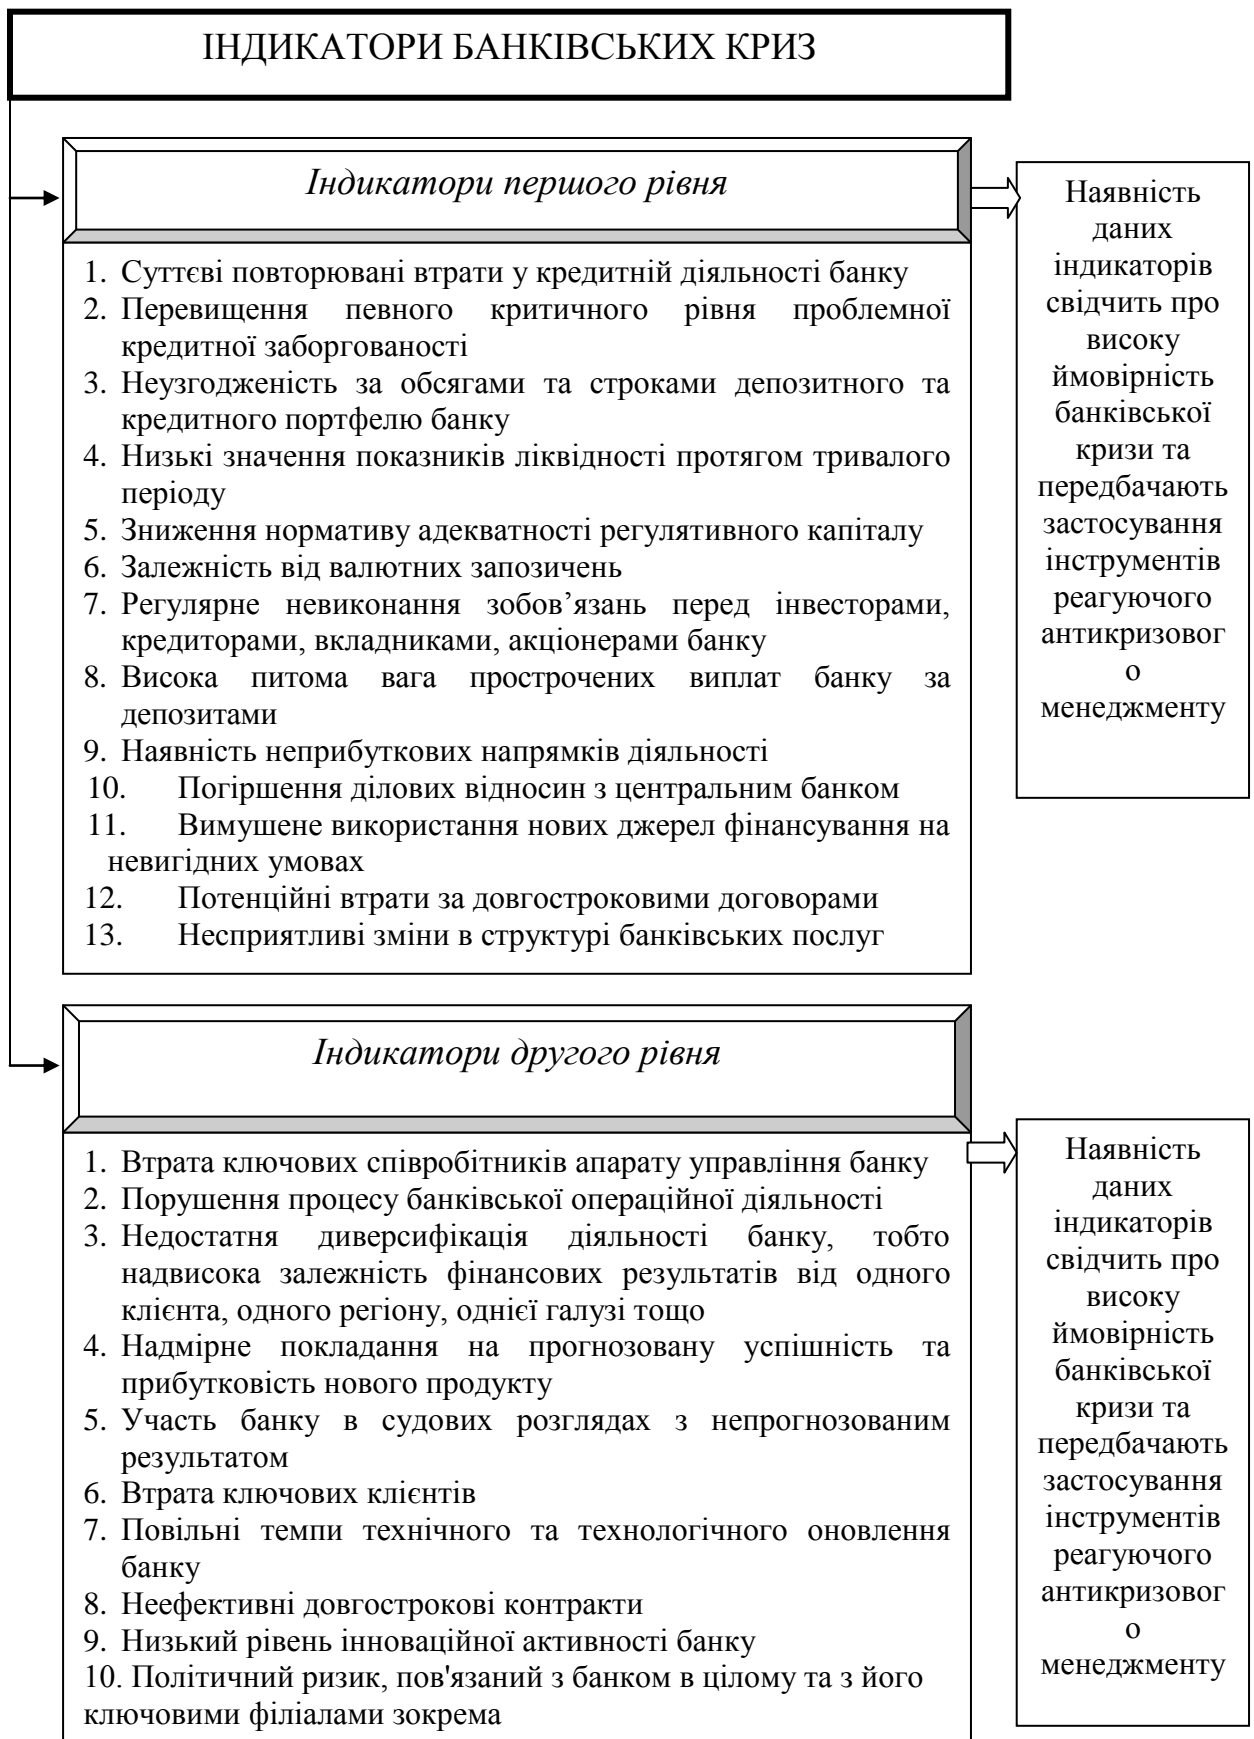 ІНДИКАТОРИ БАНКІВСЬКИХ КРИЗ
Індикатори першого рівня
1. Суттєві повторювані втрати у кредитній діяльності банку
2. Перевищення певного критичного рівня проблемної
кредитної заборгованості
3. Неузгодженість за обсягами та строками депозитного та
кредитного портфелю банку
4. Низькі значення показників ліквідності протягом тривалого
періоду
5. Зниження нормативу адекватності регулятивного капіталу
6. Залежність від валютних запозичень
7. Регулярне невиконання зобов’язань перед інвесторами,
кредиторами, вкладниками, акціонерами банку
8. Висока питома вага прострочених виплат банку за
депозитами
9. Наявність неприбуткових напрямків діяльності
10. Погіршення ділових відносин з центральним банком
11. Вимушене використання нових джерел фінансування на
невигідних умовах
12. Потенційні втрати за довгостроковими договорами
13. Несприятливі зміни в структурі банківських послуг
Наявність
даних
індикаторів
свідчить про
високу
ймовірність
банківської
кризи та
передбачають
застосування
інструментів
реагуючого
антикризовог
о
менеджменту
Індикатори другого рівня
1. Втрата ключових співробітників апарату управління банку
2. Порушення процесу банківської операційної діяльності
3. Недостатня диверсифікація діяльності банку, тобто
надвисока залежність фінансових результатів від одного
клієнта, одного регіону, однієї галузі тощо
4. Надмірне покладання на прогнозовану успішність та
прибутковість нового продукту
5. Участь банку в судових розглядах з непрогнозованим
результатом
6. Втрата ключових клієнтів
7. Повільні темпи технічного та технологічного оновлення
банку
8. Неефективні довгострокові контракти
9. Низький рівень інноваційної активності банку
10. Політичний ризик, пов'язаний з банком в цілому та з його
ключовими філіалами зокрема
Наявність
даних
індикаторів
свідчить про
високу
ймовірність
банківської
кризи та
передбачають
застосування
інструментів
реагуючого
антикризовог
о
менеджменту